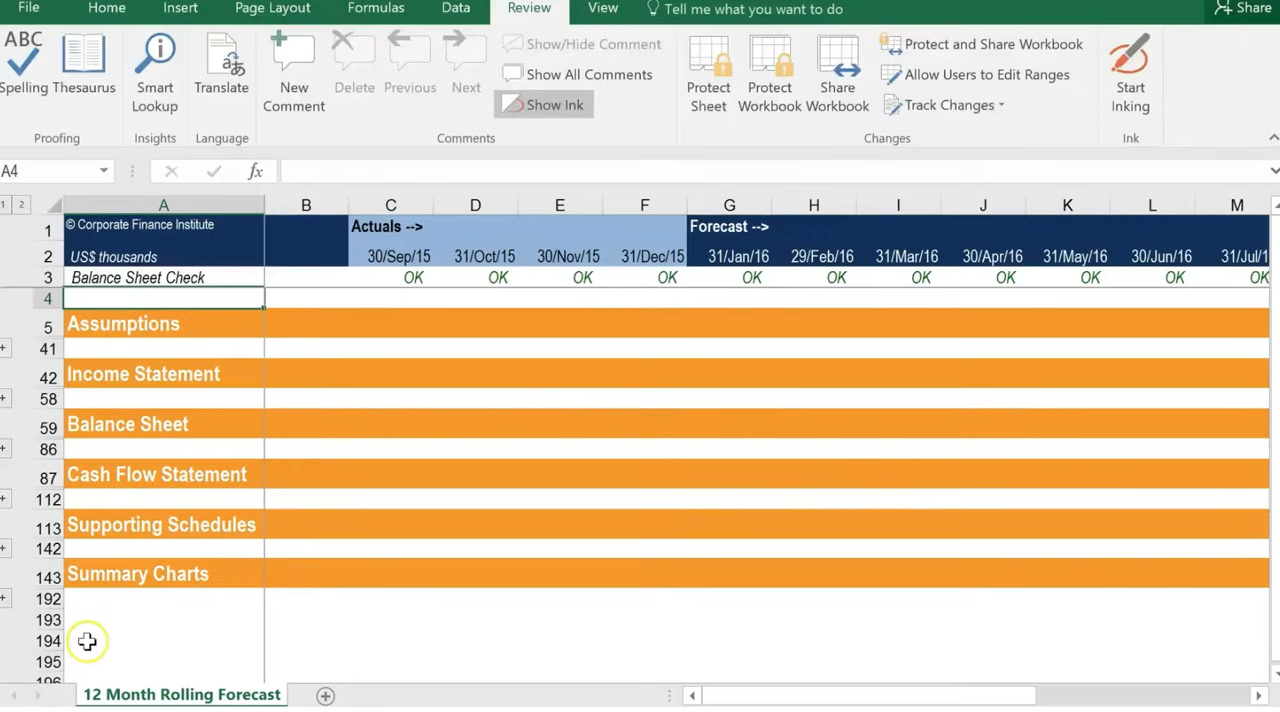 File Home Insert Page Layout Formulas Data Review View Tell me what you want to do Share
ABC
Spelling Thesaurus Smart Lookup Translate New Comment Delete Previous Next
Show/Hide Comment
Show All Comments
Show Ink
Protect Sheet Protect Workbook Share Workbook
Protect and Share Workbook
Allow Users to Edit Ranges
Track Changes
Start Inking
Proofing Insights Language Comments Changes Ink
A4 fx
1 2 A B C D E F G H I J K L M
1 © Corporate Finance Institute Actuals --> Forecast -->
2 US$ thousands 30/Sep/15 31/Oct/15 30/Nov/15 31/Dec/15 31/Jan/16 29/Feb/16 31/Mar/16 30/Apr/16 31/May/16 30/Jun/16 31/Jul/1
3 Balance Sheet Check OK OK OK OK OK OK OK OK OK OK OK
4
5 Assumptions
+ 41
42 Income Statement
+ 58
59 Balance Sheet
+ 86
87 Cash Flow Statement
+ 112
113 Supporting Schedules
+ 142
143 Summary Charts
+ 192
193
194
195
196
12 Month Rolling Forecast